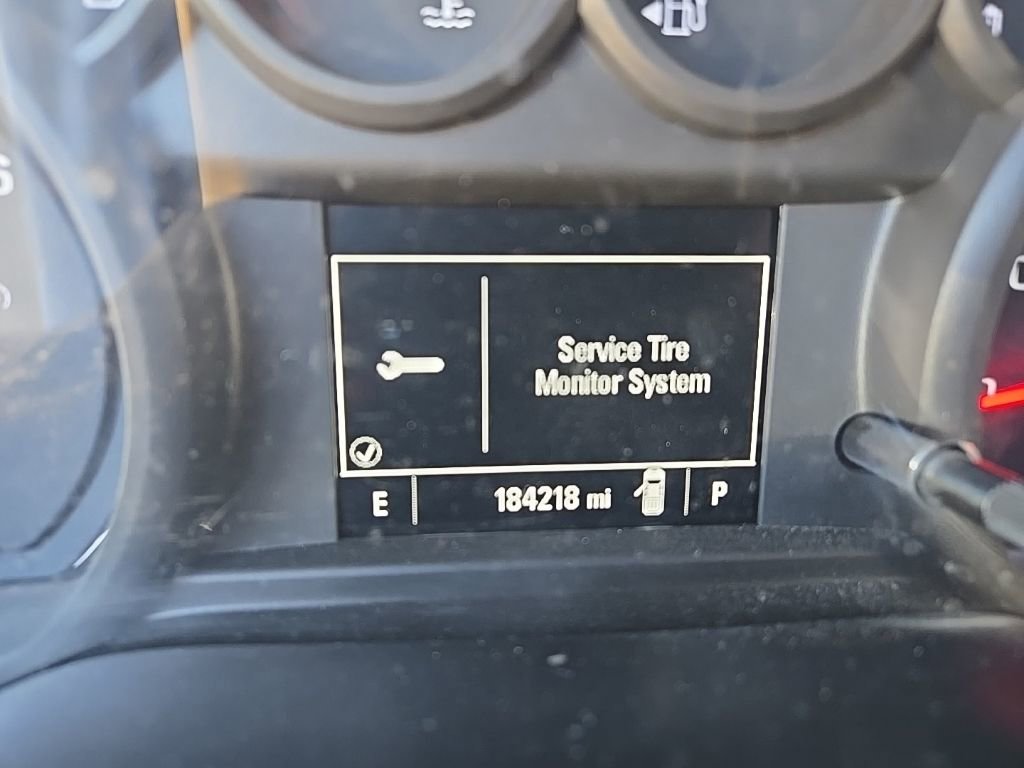 Service Tire
Monitor System
E 184218 mi P